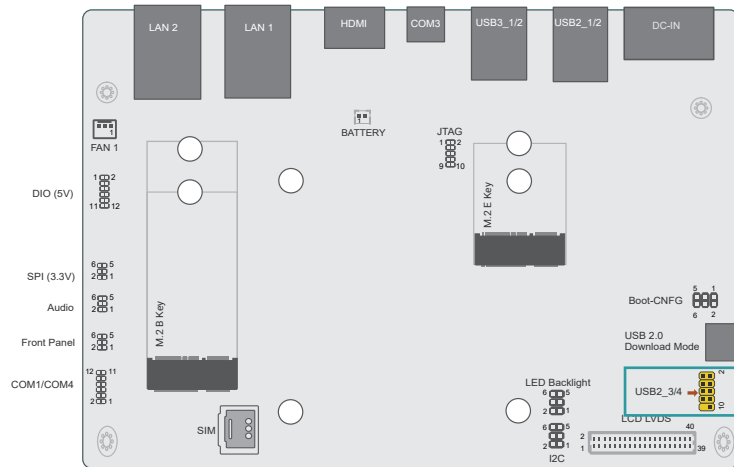 LAN 2
LAN 1
HDMI
COM3
USB3_1/2
USB2_1/2
DC-IN
1
BATTERY
1
FAN 1
JTAG
1 2
9 10
DIO (5V)
1 2
11 12
M.2 B Key
M.2 E Key
SPI (3.3V)
6 5
2 1
Audio
6 5
2 1
Front Panel
6 5
2 1
COM1/COM4
12 11
2 1
SIM
Boot-CNFG
5 1
6 2
USB 2.0
Download Mode
USB2_3/4
2
10
LED Backlight
6 5
2 1
6 5
2 1
I2C
LCD LVDS
40
2
1
39